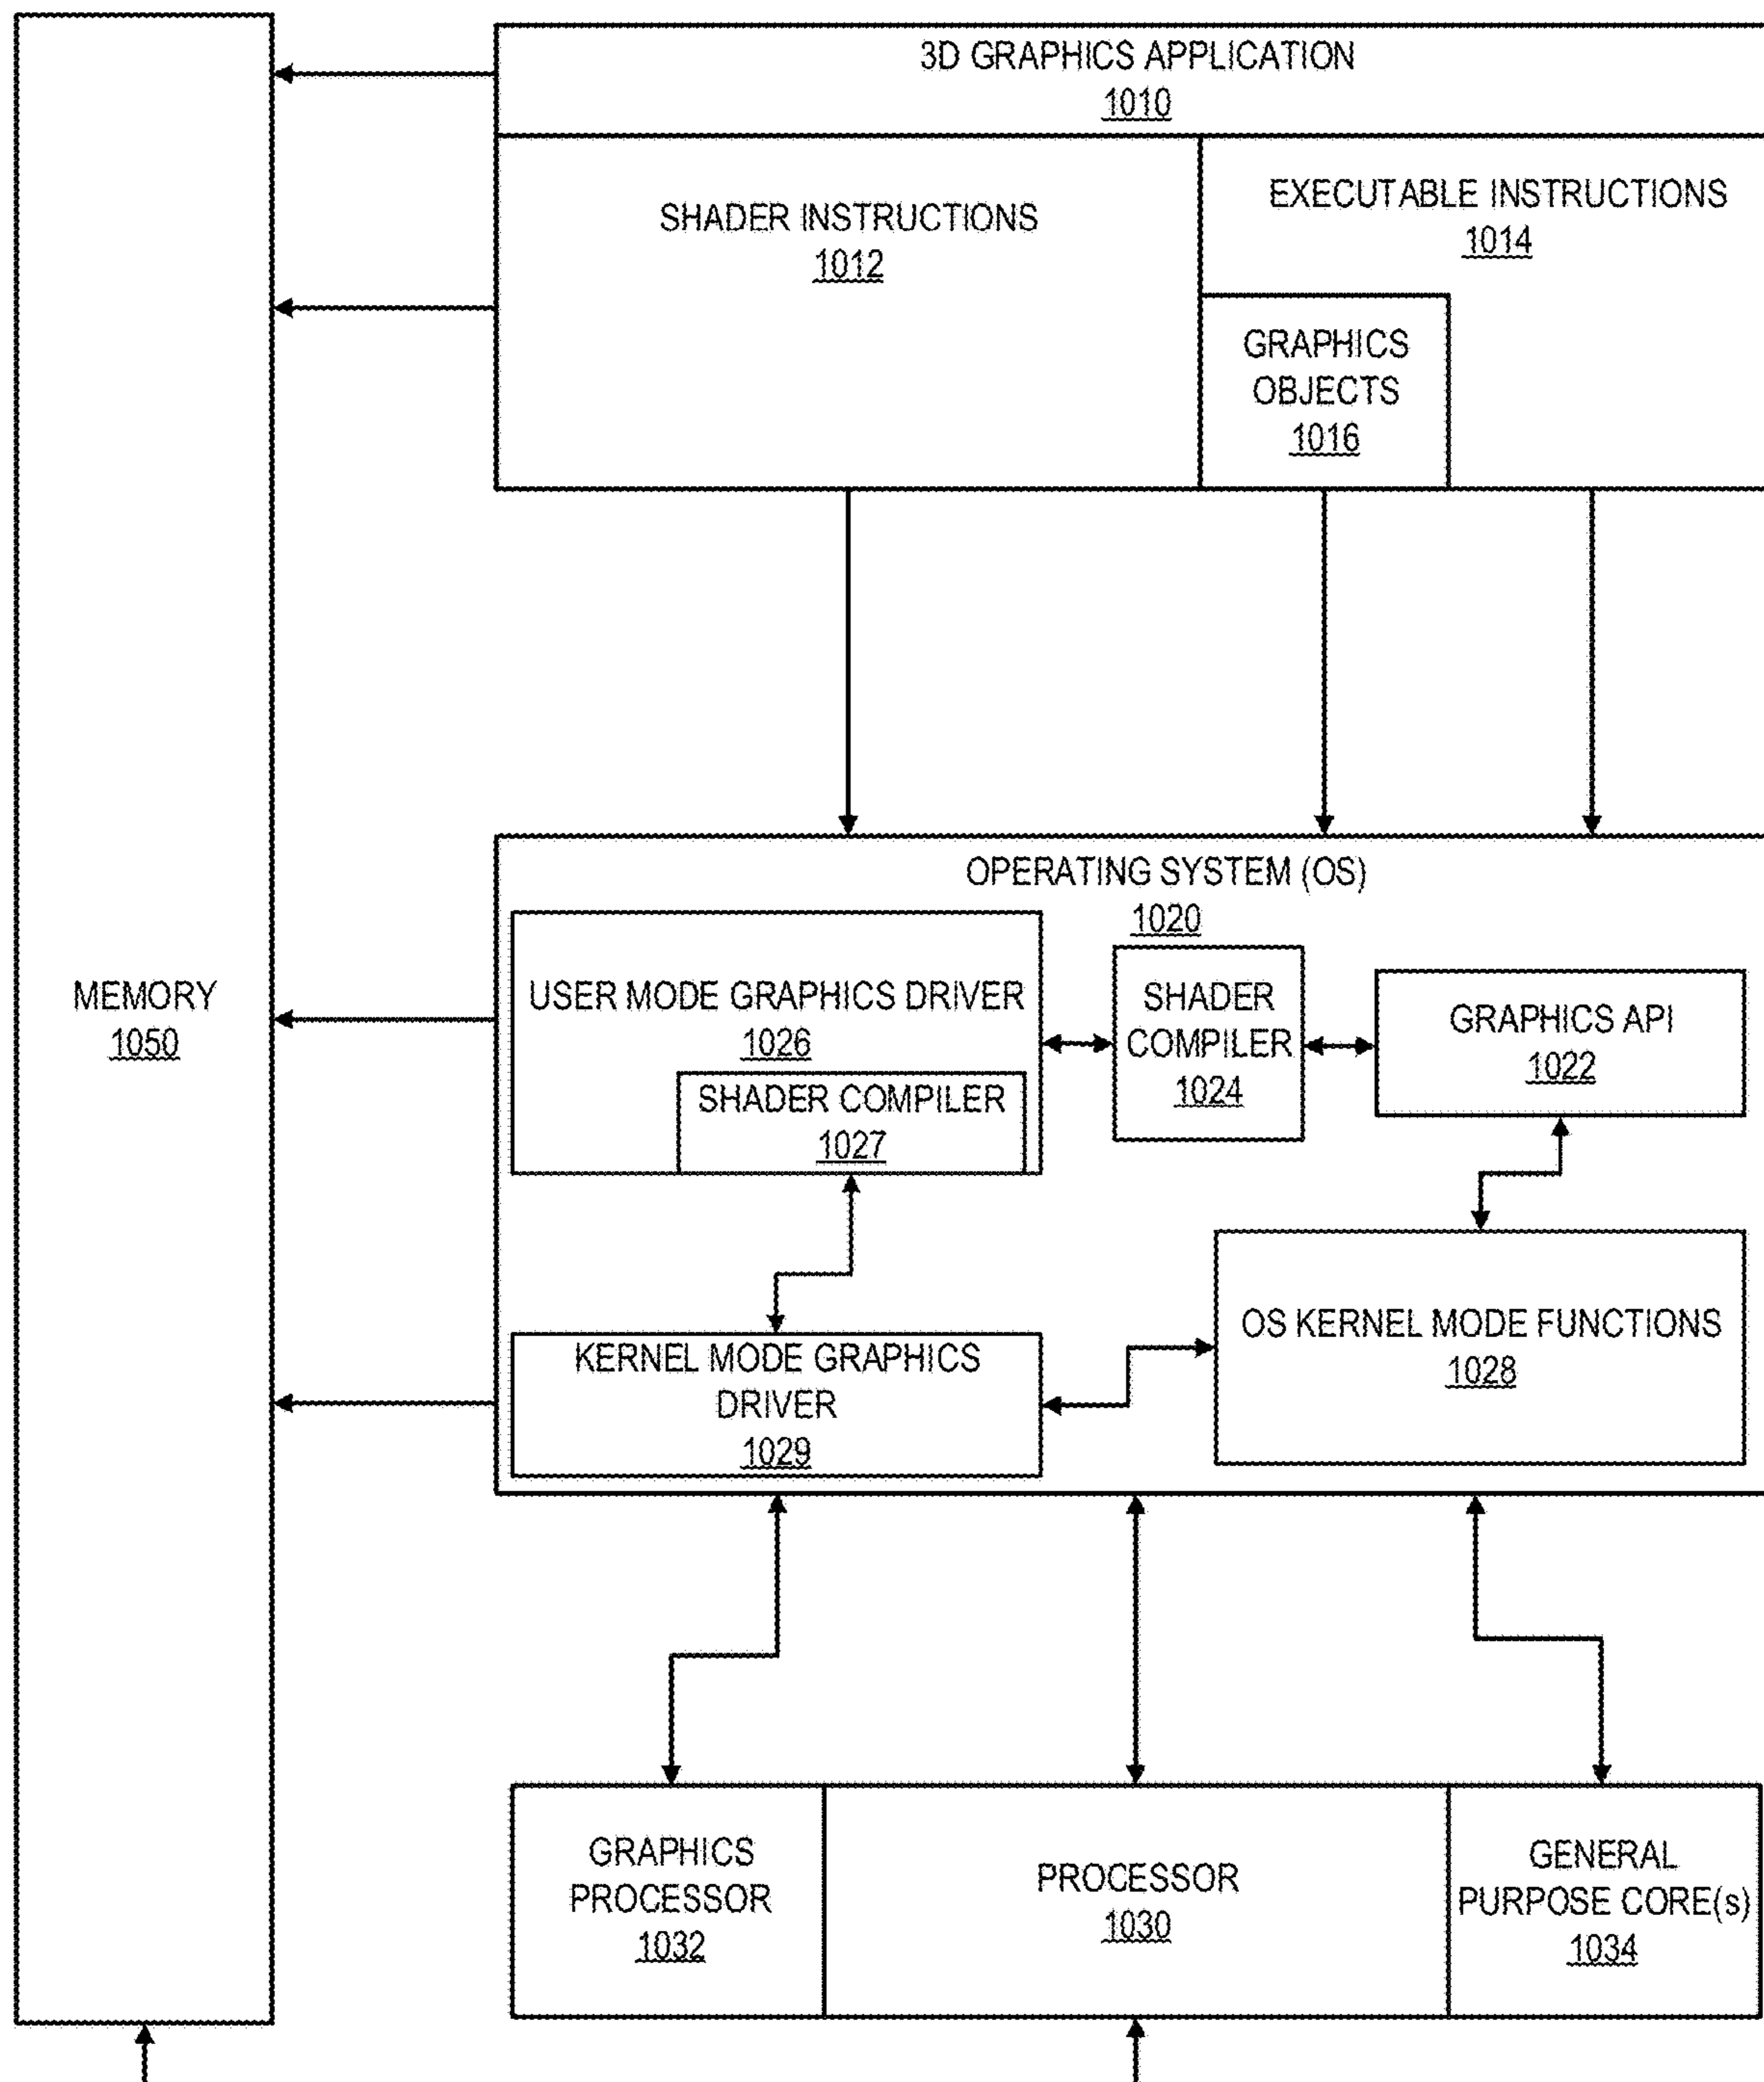 3D GRAPHICS APPLICATION
1010
SHADER INSTRUCTIONS
1012
EXECUTABLE INSTRUCTIONS
1014
GRAPHICS
OBJECTS
1016
MEMORY
1050
OPERATING SYSTEM (OS)
1020
USER MODE GRAPHICS DRIVER
1026
SHADER COMPILER
1027
SHADER
COMPILER
1024
GRAPHICS API
1022
KERNEL MODE GRAPHICS
DRIVER
1029
OS KERNEL MODE FUNCTIONS
1028
GRAPHICS
PROCESSOR
1032
PROCESSOR
1030
GENERAL
PURPOSE CORE(s)
1034